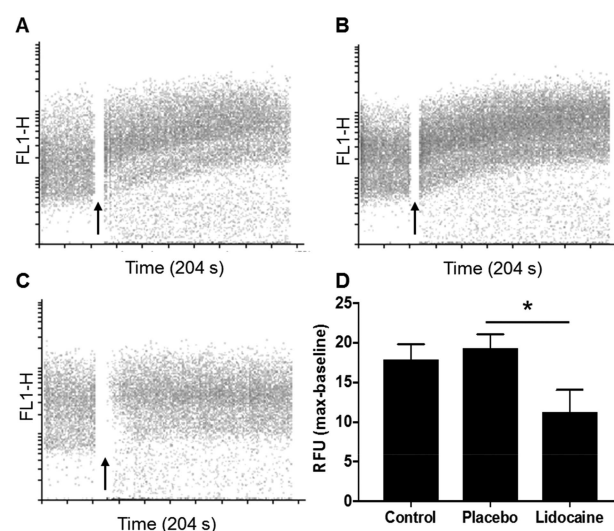 A
B
FL1-H
FL1-H
Time (204 s)
Time (204 s)
C
D
FL1-H
Time (204 s)
RFU (max-baseline)
25
20
15
10
5
0
*
Control Placebo Lidocaine